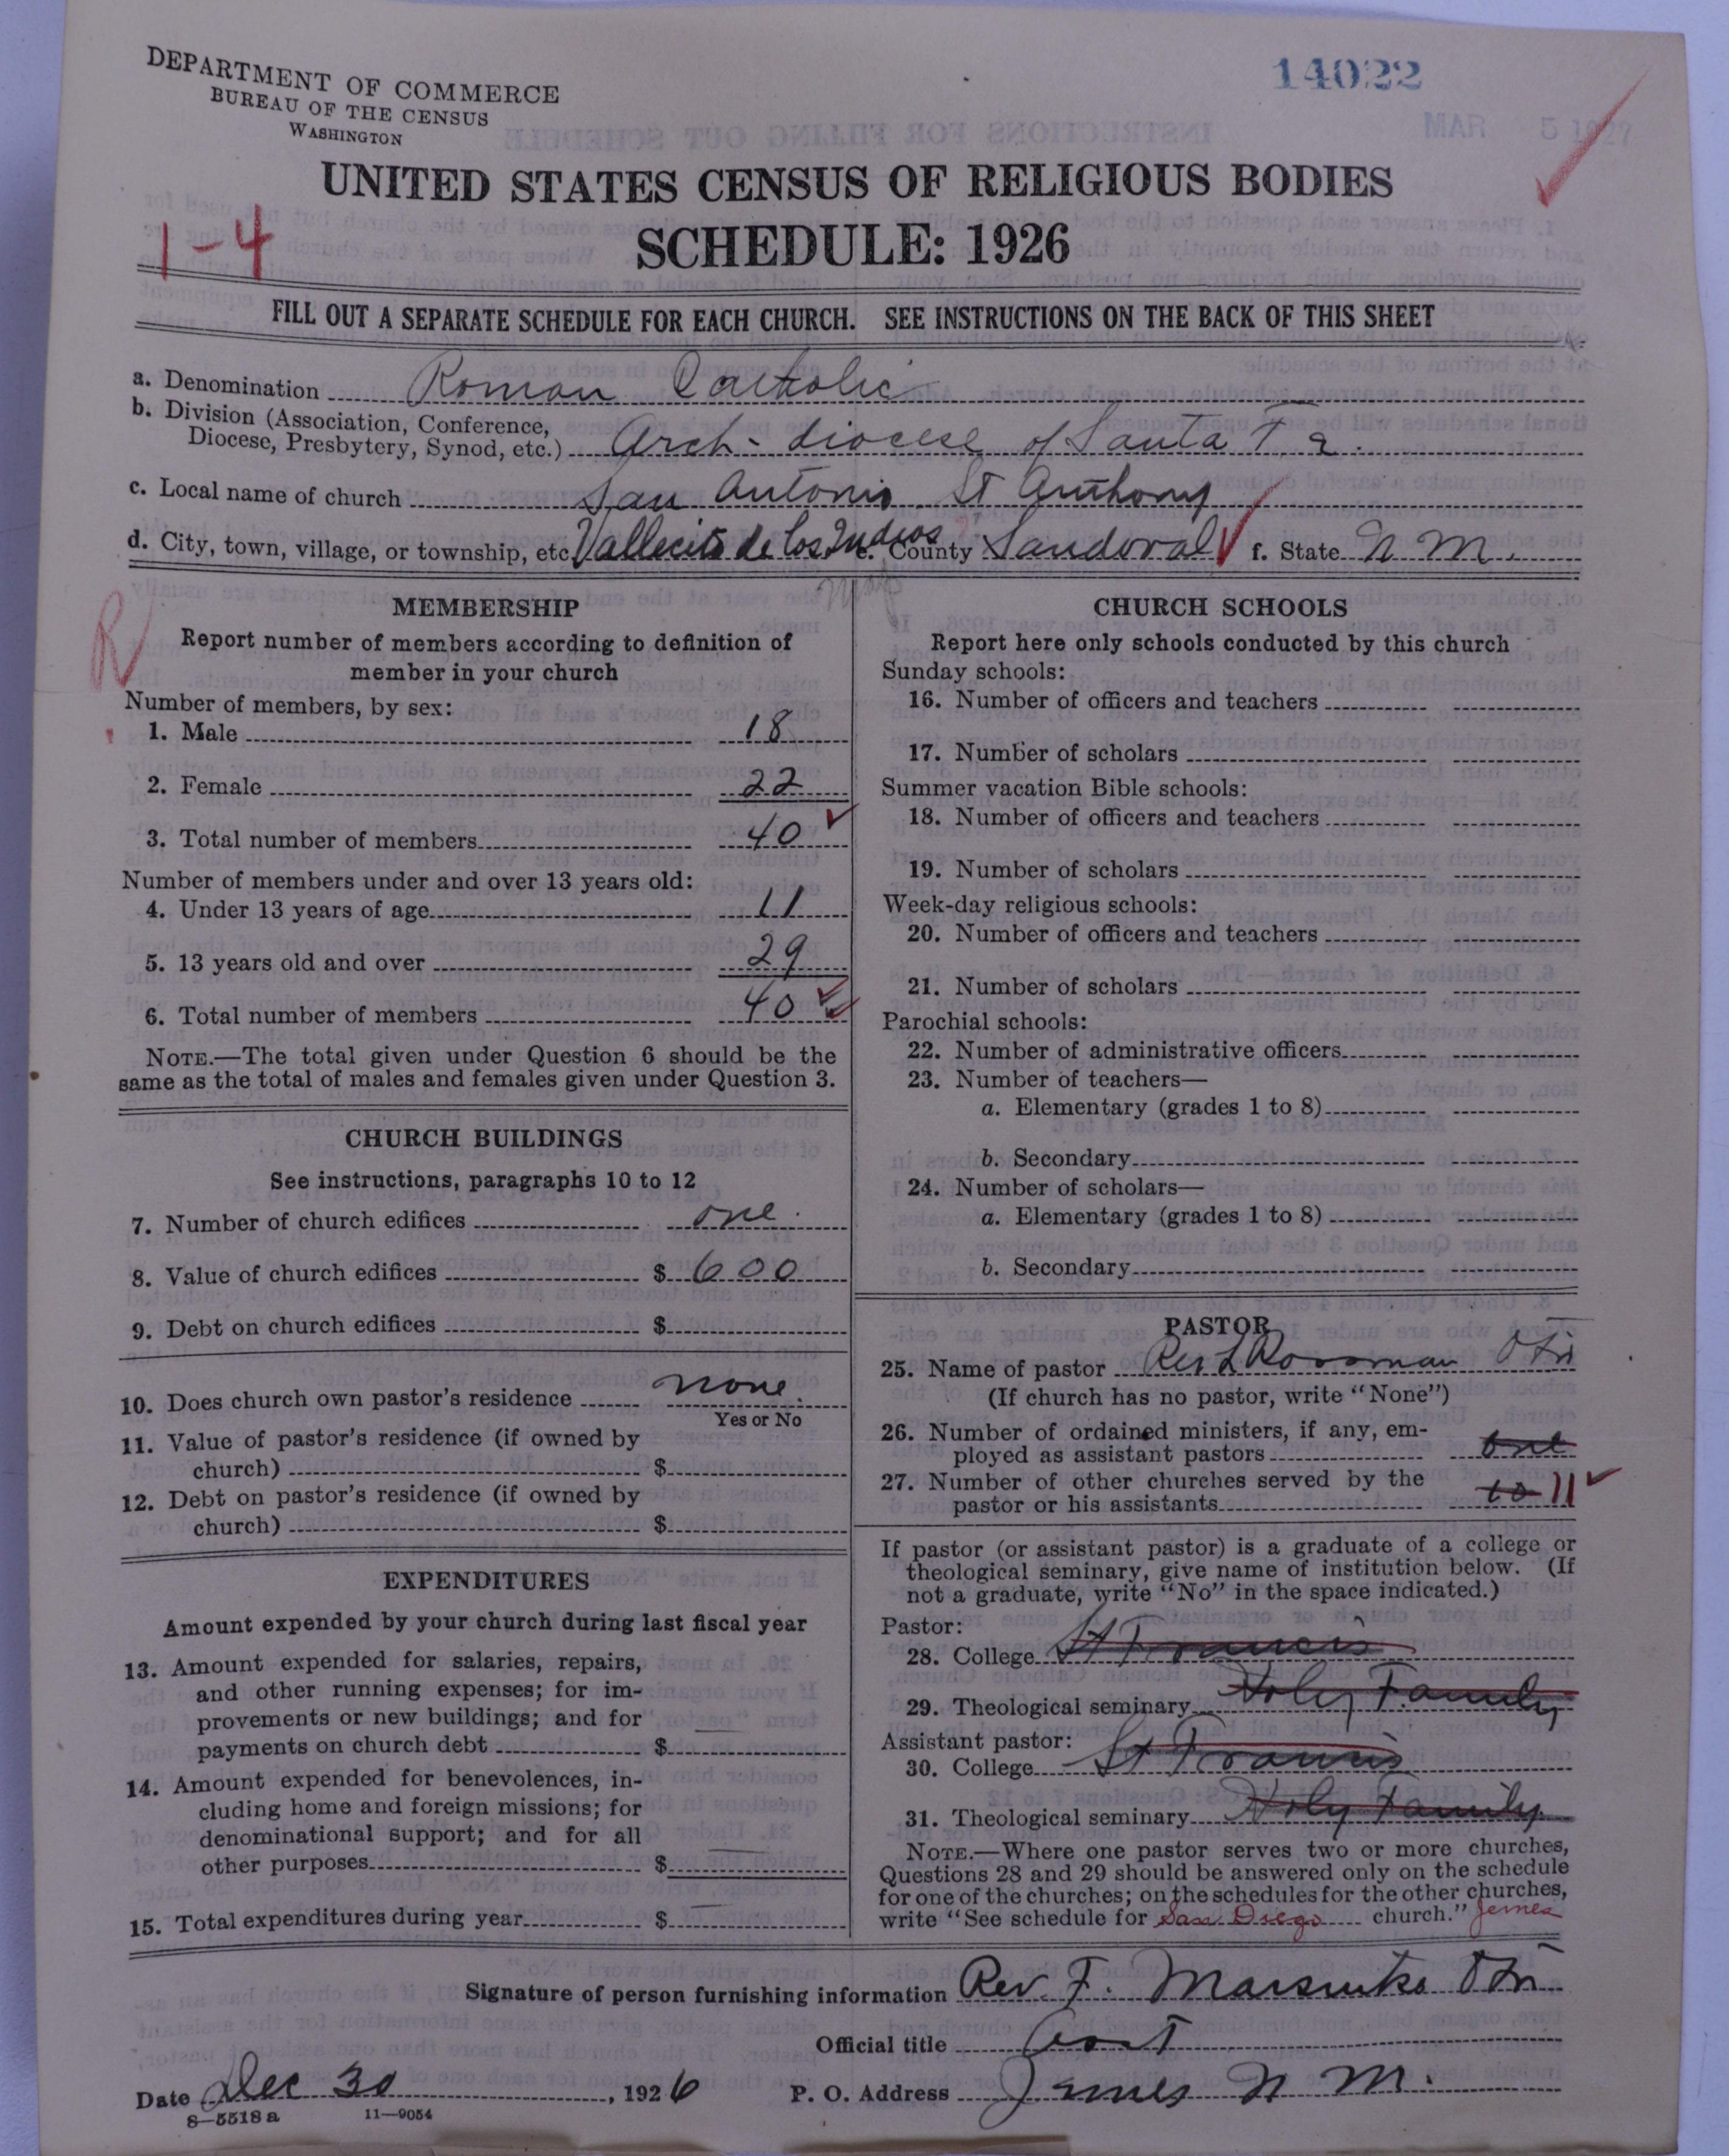 DEPARTMENT OF COMMERCE
BUREAU OF THE CENSUS
WASHINGTON
14022
MAR 5 1927
UNITED STATES CENSUS OF RELIGIOUS BODIES
1-4
SCHEDULE: 1926
FILL OUT A SEPARATE SCHEDULE FOR EACH CHURCH. SEE INSTRUCTIONS ON THE BACK OF THIS SHEET
a. Denomination Roman Catholic
b. Division (Association, Conference,
Diocese, Presbytery, Synod, etc.) Arch-diocese of Santa Fe.
c. Local name of church San Antonio St Anthony
d. City, town, village, or township, etc. Vallecito de los Indios e. County Sandoval f. State N M.
R
MEMBERSHIP
Report number of members according to definition of
member in your church
Number of members, by sex:
1. Male 18
2. Female 22
3. Total number of members 40
Number of members under and over 13 years old:
4. Under 13 years of age 11
5. 13 years old and over 29
6. Total number of members 40
NOTE.—The total given under Question 6 should be the
same as the total of males and females given under Question 3.
CHURCH BUILDINGS
See instructions, paragraphs 10 to 12
7. Number of church edifices one.
8. Value of church edifices $ 600
9. Debt on church edifices $
10. Does church own pastor's residence none.
Yes or No
11. Value of pastor's residence (if owned by
church) $
12. Debt on pastor's residence (if owned by
church) $
EXPENDITURES
Amount expended by your church during last fiscal year
13. Amount expended for salaries, repairs,
and other running expenses; for im-
provements or new buildings; and for
payments on church debt $ —
14. Amount expended for benevolences, in-
cluding home and foreign missions; for
denominational support; and for all
other purposes $ —
15. Total expenditures during year $ —
CHURCH SCHOOLS
Report here only schools conducted by this church
Sunday schools:
16. Number of officers and teachers
17. Number of scholars
Summer vacation Bible schools:
18. Number of officers and teachers
19. Number of scholars
Week-day religious schools:
20. Number of officers and teachers
21. Number of scholars
Parochial schools:
22. Number of administrative officers
23. Number of teachers—
a. Elementary (grades 1 to 8)
b. Secondary
24. Number of scholars—
a. Elementary (grades 1 to 8)
b. Secondary
PASTOR
25. Name of pastor Rev L Rossman
(If church has no pastor, write "None")
26. Number of ordained ministers, if any, em-
ployed as assistant pastors one
27. Number of other churches served by the
pastor or his assistants 11
If pastor (or assistant pastor) is a graduate of a college or
theological seminary, give name of institution below. (If
not a graduate, write "No" in the space indicated.)
Pastor:
28. College St Francis
29. Theological seminary Holy Family
Assistant pastor:
30. College St Francis
31. Theological seminary Holy Family
NOTE.—Where one pastor serves two or more churches,
Questions 28 and 29 should be answered only on the schedule
for one of the churches; on the schedules for the other churches,
write "See schedule for San Diego church." Jemes
Signature of person furnishing information Rev. F.
Official title
Date Dec 30, 1926 P. O. Address Jemes N M.
8—5518 a 11—9054